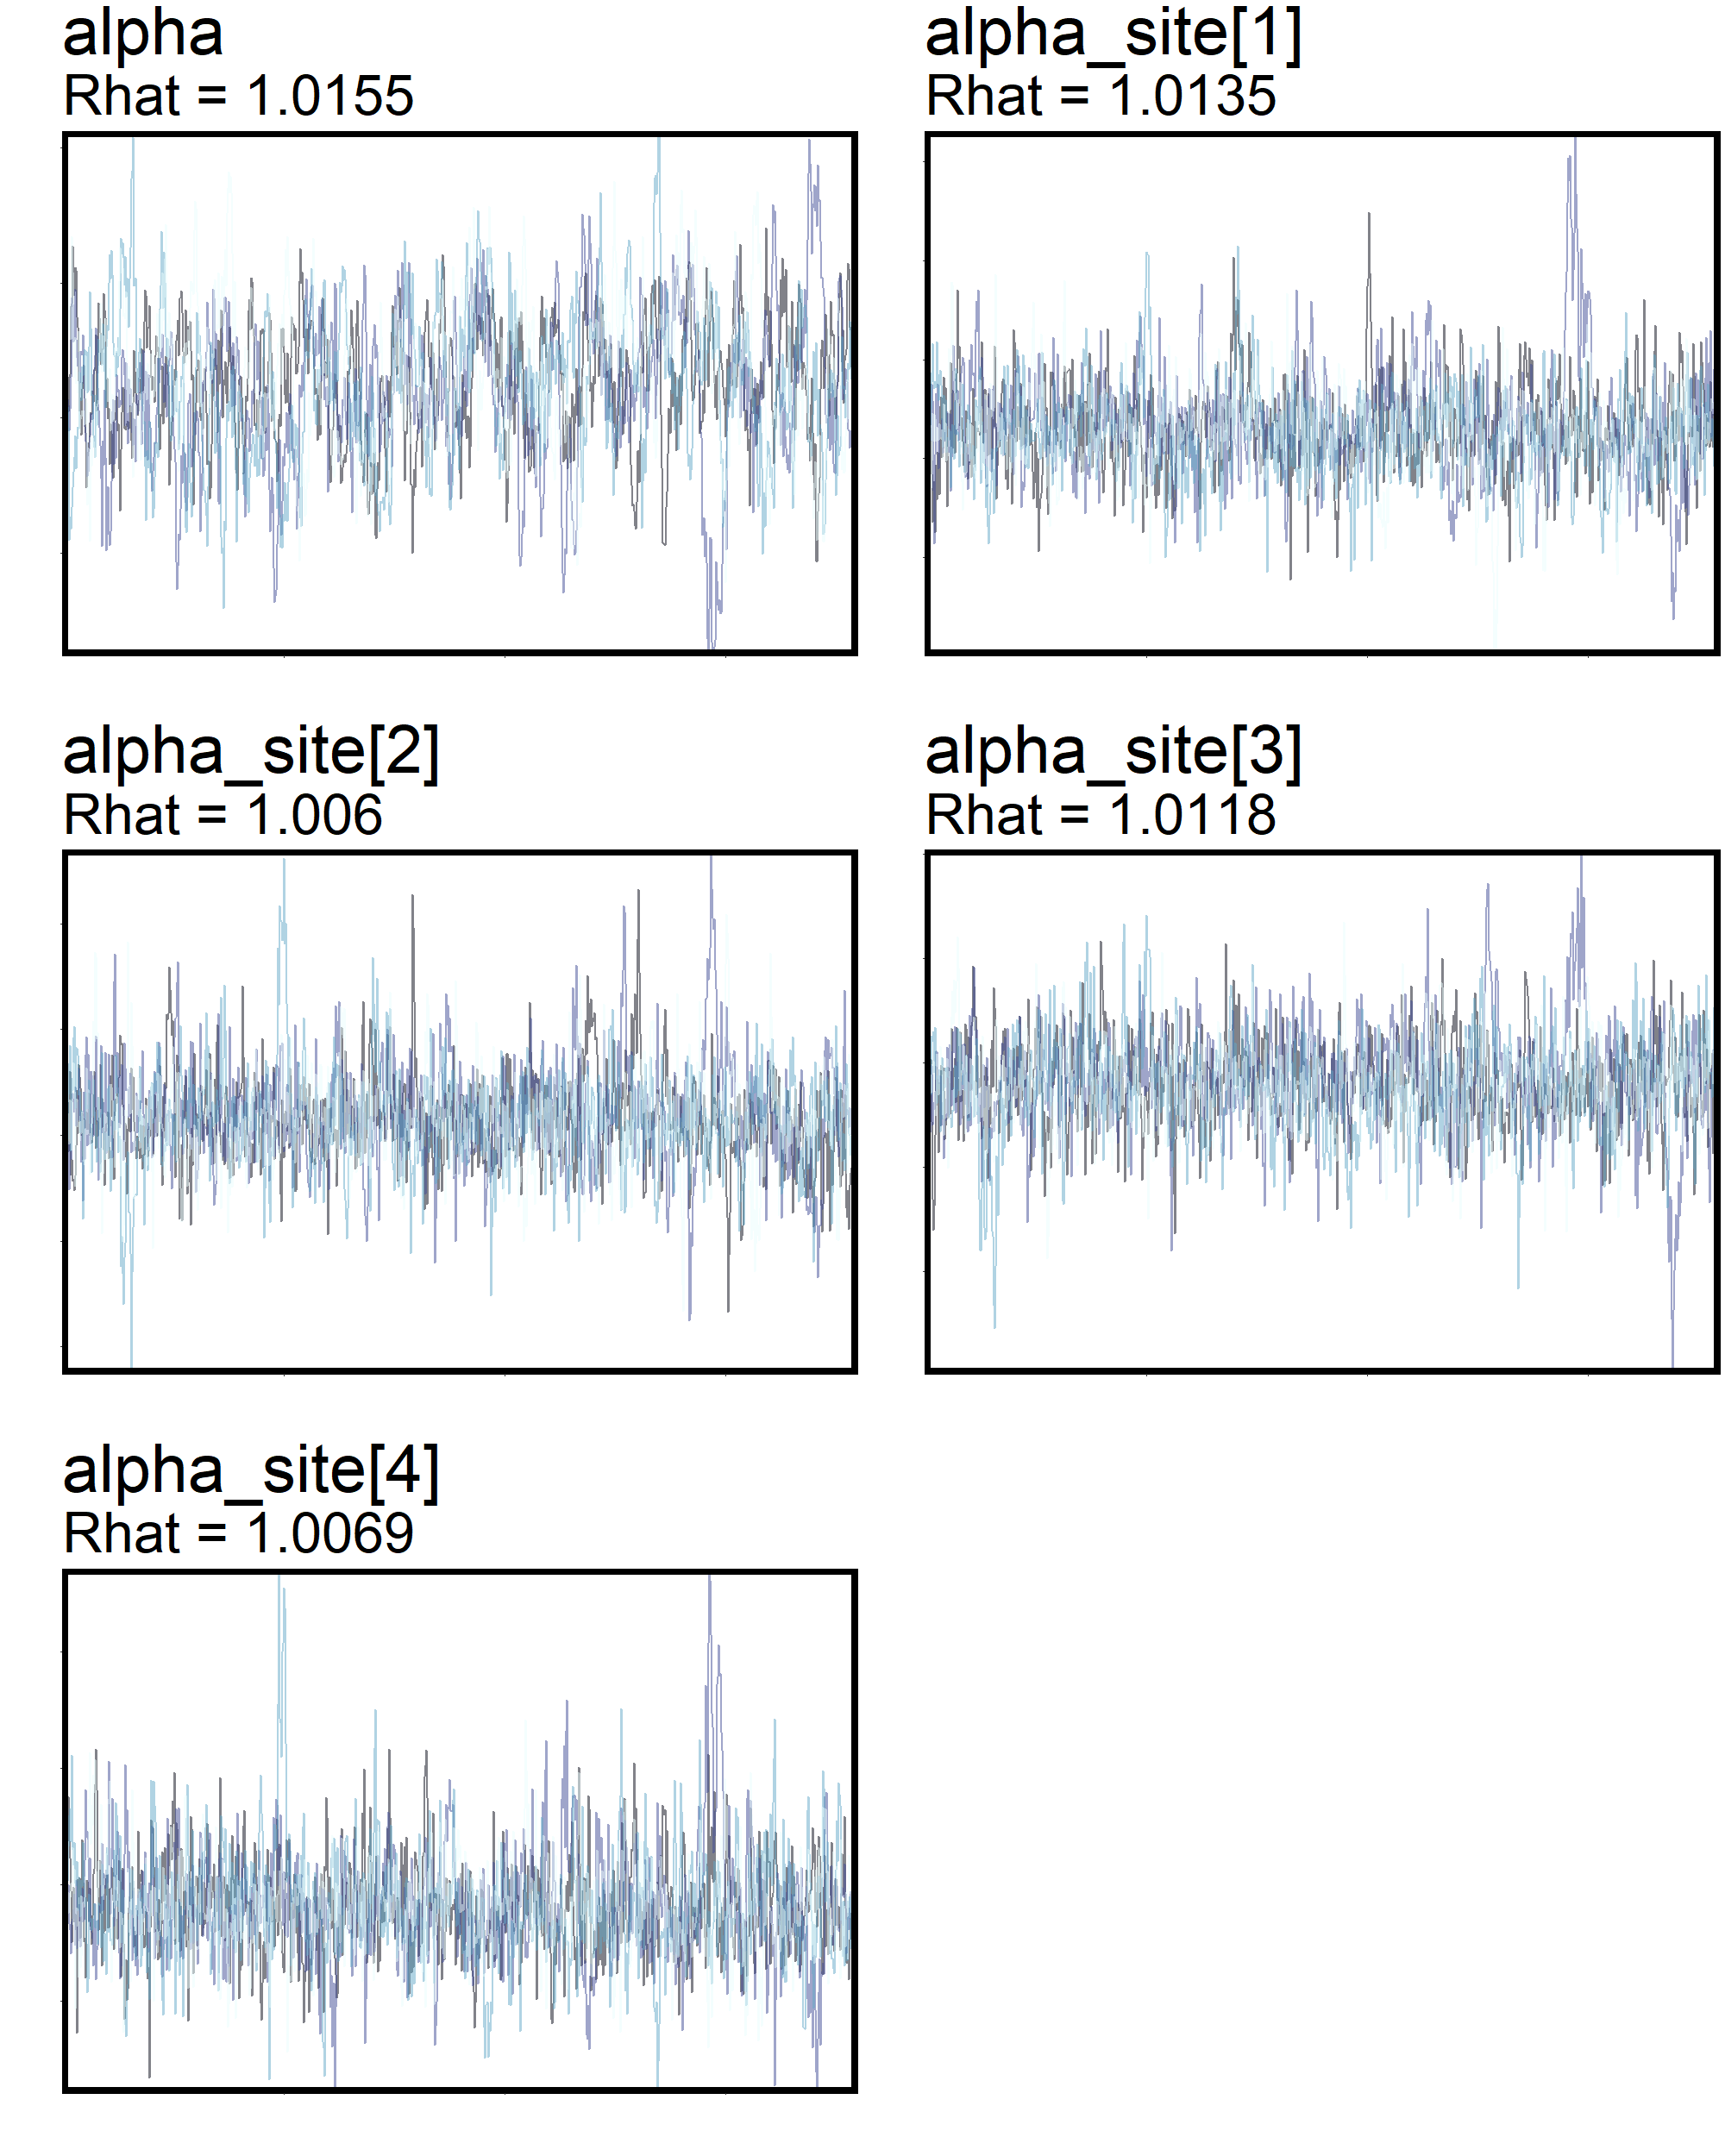 alpha
Rhat = 1.0155
alpha_site[1]
Rhat = 1.0135
alpha_site[2]
Rhat = 1.006
alpha_site[3]
Rhat = 1.0118
alpha_site[4]
Rhat = 1.0069